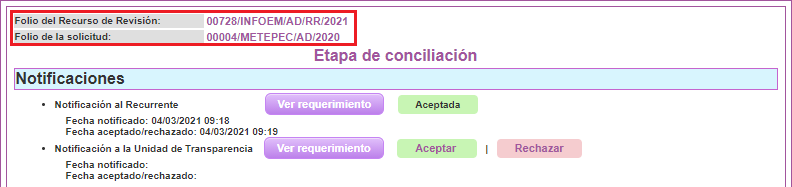 Folio del Recurso de Revisión: 00728/INFOEM/AD/RR/2021
Folio de la solicitud: 00004/METEPEC/AD/2020
Etapa de conciliación
Notificaciones
• Notificación al Recurrente Ver requerimiento Aceptada
Fecha notificado: 04/03/2021 09:18
Fecha aceptado/rechazado: 04/03/2021 09:19
• Notificación a la Unidad de Transparencia Ver requerimiento Aceptar | Rechazar
Fecha notificado:
Fecha aceptado/rechazado: